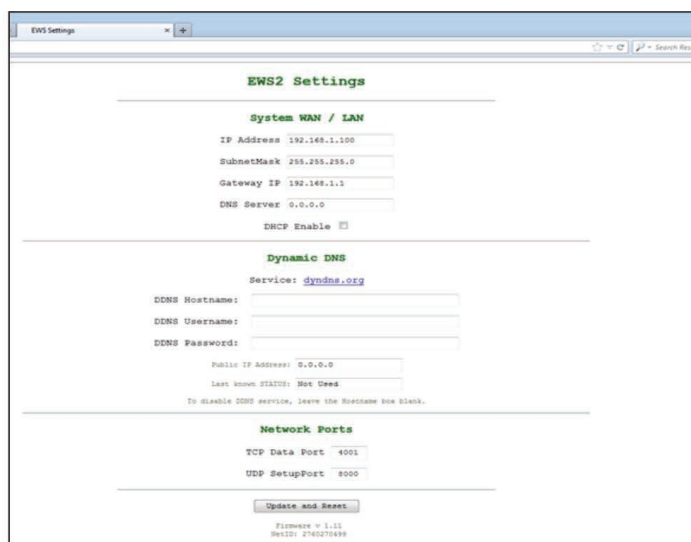 EWS Settings
Search
EWS2 Settings
System WAN / LAN
IP Address 192.168.1.100
SubnetMask 255.255.255.0
Gateway IP 192.168.1.1
DNS Server 0.0.0.0
DHCP Enable
Dynamic DNS
Service: dyndns.org
DDNS Hostname:
DDNS Username:
DDNS Password:
Public IP Address: 0.0.0.0
Last known STATUS: Not Used
To disable DDNS service, leave the Hostname box blank.
Network Ports
TCP Data Port 4001
UDP SetupPort 8000
Update and Reset
Firmware v 1.11
NetID: 2740270498